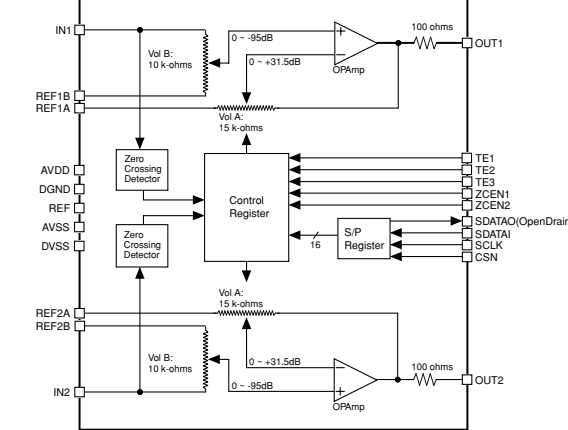 IN1
Vol B:
10 k-ohms
0 ~ -95dB
0 ~ +31.5dB
OPAmp
100 ohms
OUT1
REF1B
REF1A
Vol A:
15 k-ohms
Zero
Crossing
Detector
AVDD
DGND
REF
AVSS
DVSS
Control
Register
TE1
TE2
TE3
ZCEN1
ZCEN2
SDATAO(OpenDrain
SDATAI
SCLK
CSN
S/P
Register
16
Zero
Crossing
Detector
Vol A:
15 k-ohms
REF2A
REF2B
Vol B:
10 k-ohms
0 ~ +31.5dB
0 ~ -95dB
OPAmp
100 ohms
OUT2
IN2